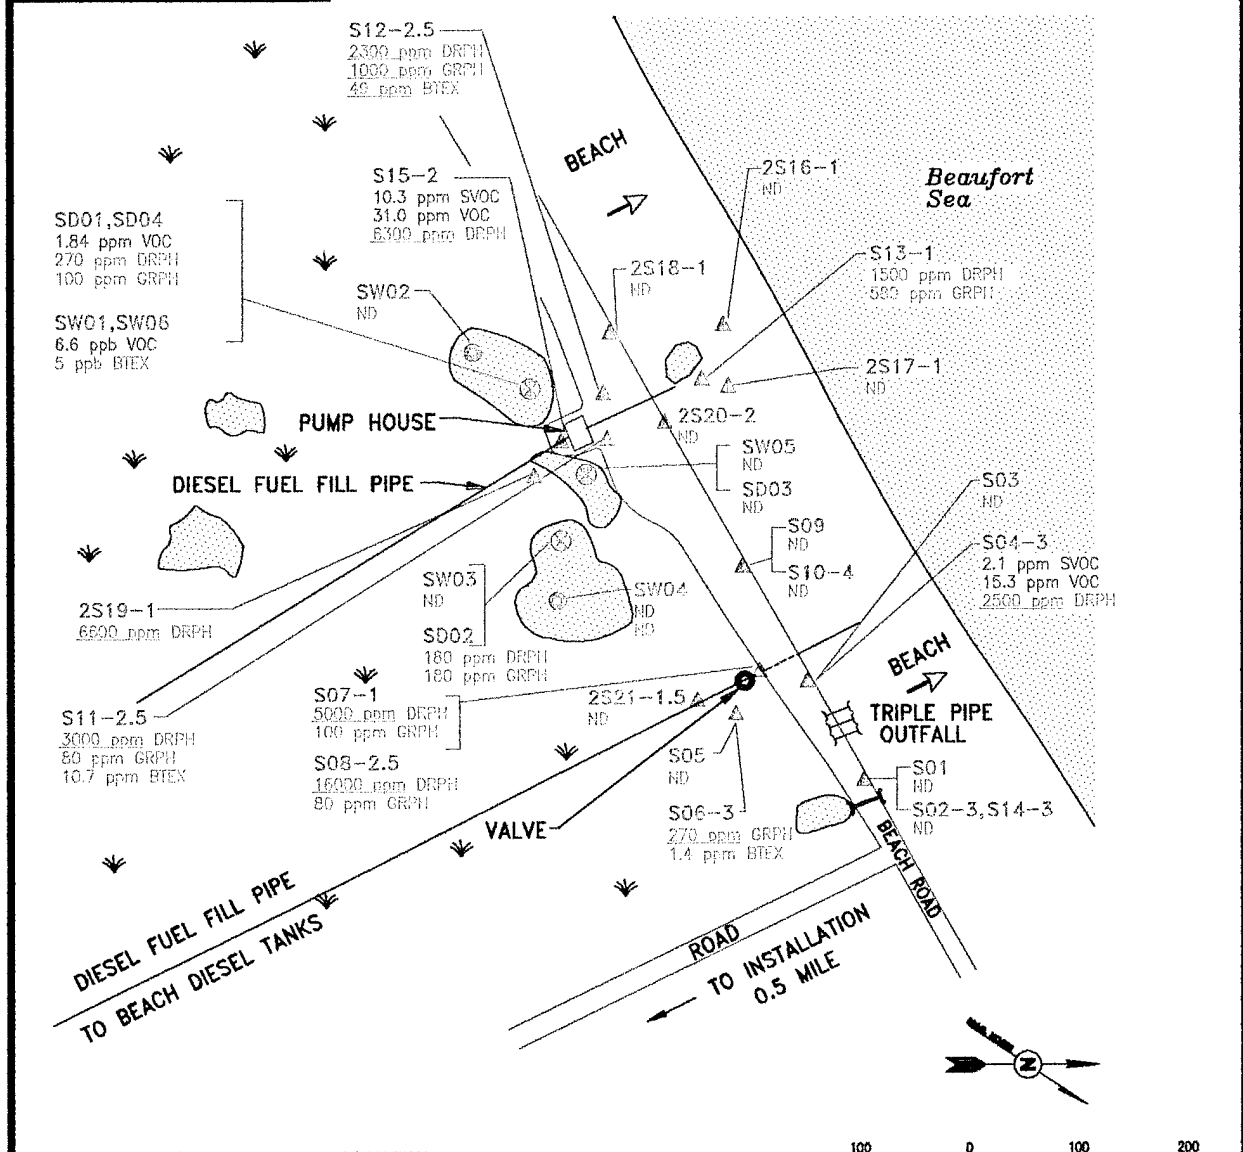 S12-2.5
2300 ppm DRPH
1000 ppm GRPH
49 ppm BTEX
BEACH
S15-2
10.3 ppm SVOC
31.0 ppm VOC
6300 ppm DRPH
2S16-1
ND
Beaufort
Sea
SD01,SD04
1.84 ppm VOC
270 ppm DRPH
100 ppm GRPH
SW01,SW06
6.6 ppb VOC
5 ppb BTEX
SW02
ND
2S18-1
ND
S13-1
1500 ppm DRPH
580 ppm GRPH
2S17-1
ND
PUMP HOUSE
2S20-2
ND
DIESEL FUEL FILL PIPE
SW05
ND
SD03
ND
S03
ND
S09
ND
S10-4
ND
S04-3
2.1 ppm SVOC
15.3 ppm VOC
2500 ppm DRPH
2S19-1
6600 ppm DRPH
SW03
ND
SD02
180 ppm DRPH
180 ppm GRPH
SW04
ND
ND
BEACH
S11-2.5
3000 ppm DRPH
80 ppm GRPH
10.7 ppm BTEX
S07-1
5000 ppm DRPH
100 ppm GRPH
S08-2.5
16000 ppm DRPH
80 ppm GRPH
2S21-1.5
ND
TRIPLE PIPE
OUTFALL
S05
ND
S06-3
270 ppm GRPH
1.4 ppm BTEX
S01
ND
S02-3,S14-3
ND
VALVE
BEACH ROAD
DIESEL FUEL FILL PIPE
TO BEACH DIESEL TANKS
ROAD
TO INSTALLATION
0.5 MILE
N
100 0 100 200